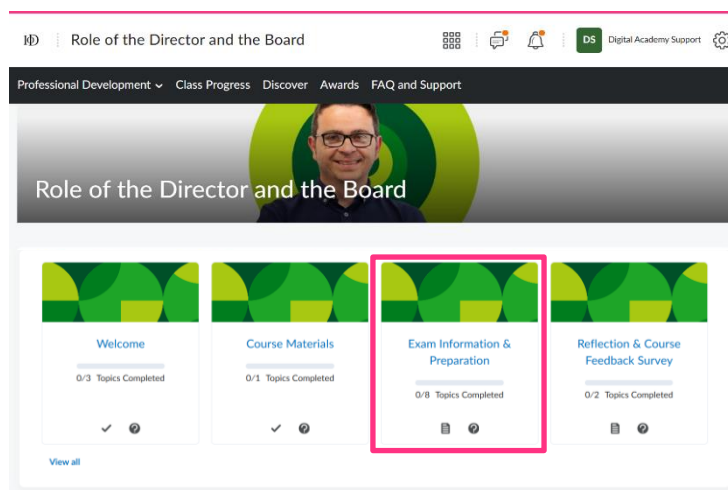 IoD Role of the Director and the Board DS Digital Academy Support
Professional Development Class Progress Discover Awards FAQ and Support
Role of the Director and the Board
Welcome
0/3 Topics Completed
Course Materials
0/1 Topics Completed
Exam Information &
Preparation
0/8 Topics Completed
Reflection & Course
Feedback Survey
0/2 Topics Completed
View all